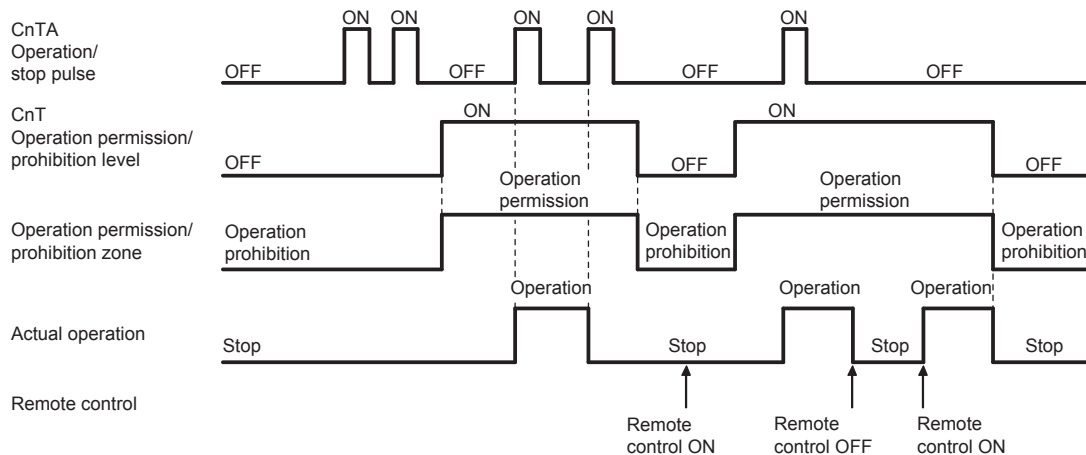 CnTA
Operation/
stop pulse
ON ON ON ON ON
OFF OFF OFF OFF
CnT
Operation permission/
prohibition level
ON ON
OFF OFF OFF
Operation
permission
Operation
permission
Operation permission/
prohibition zone
Operation
prohibition
Operation
prohibition
Operation
prohibition
Actual operation
Operation Operation Operation
Stop Stop Stop Stop
Remote control
Remote
control ON
Remote
control OFF
Remote
control ON